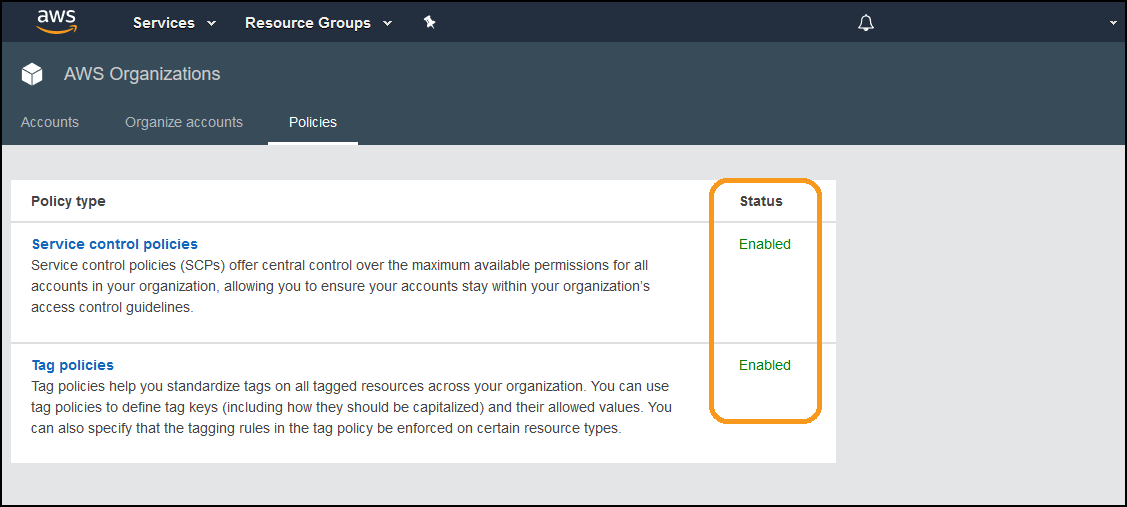 aws Services Resource Groups
AWS Organizations
Accounts Organize accounts Policies
Policy type Status
Service control policies Enabled
Service control policies (SCPs) offer central control over the maximum available permissions for all
accounts in your organization, allowing you to ensure your accounts stay within your organization’s
access control guidelines.
Tag policies Enabled
Tag policies help you standardize tags on all tagged resources across your organization. You can use
tag policies to define tag keys (including how they should be capitalized) and their allowed values. You
can also specify that the tagging rules in the tag policy be enforced on certain resource types.